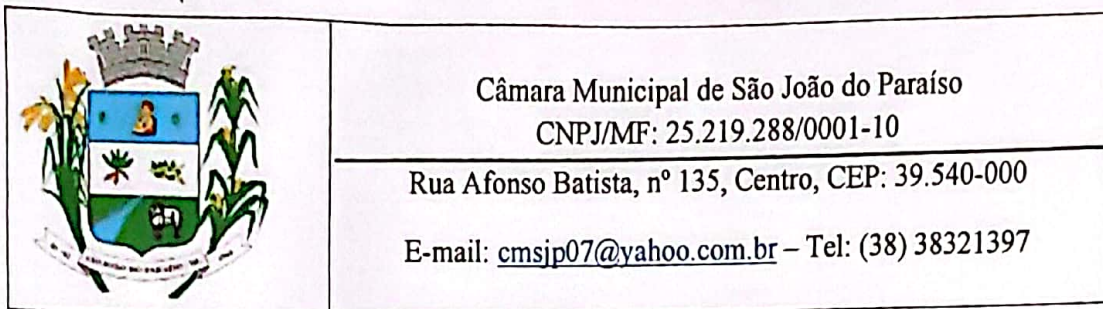 Câmara Municipal de São João do Paraíso
CNPJ/MF: 25.219.288/0001-10
Rua Afonso Batista, nº 135, Centro, CEP: 39.540-000
E-mail: cmsjp07@yahoo.com.br – Tel: (38) 38321397